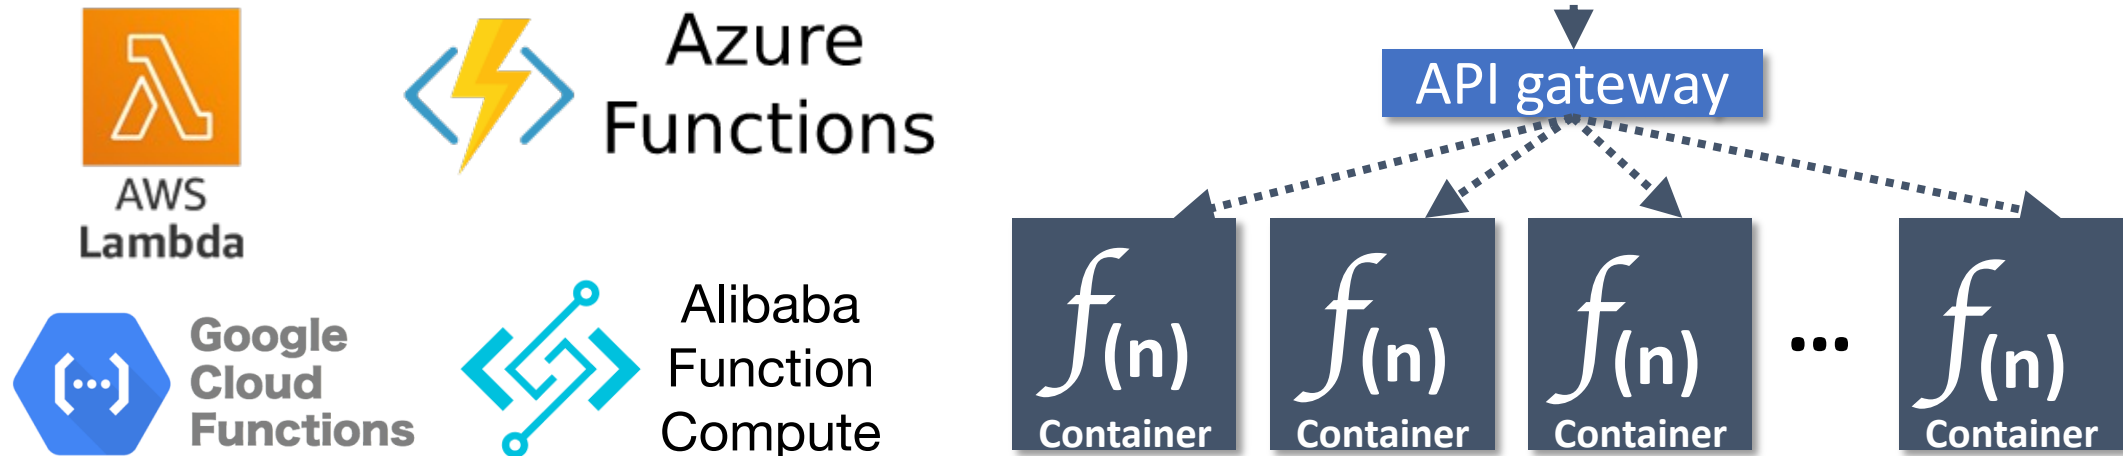 AWS
Lambda
Azure
Functions
Google
Cloud
Functions
Alibaba
Function
Compute
API gateway
f(n)
Container
f(n)
Container
f(n)
Container
...
f(n)
Container